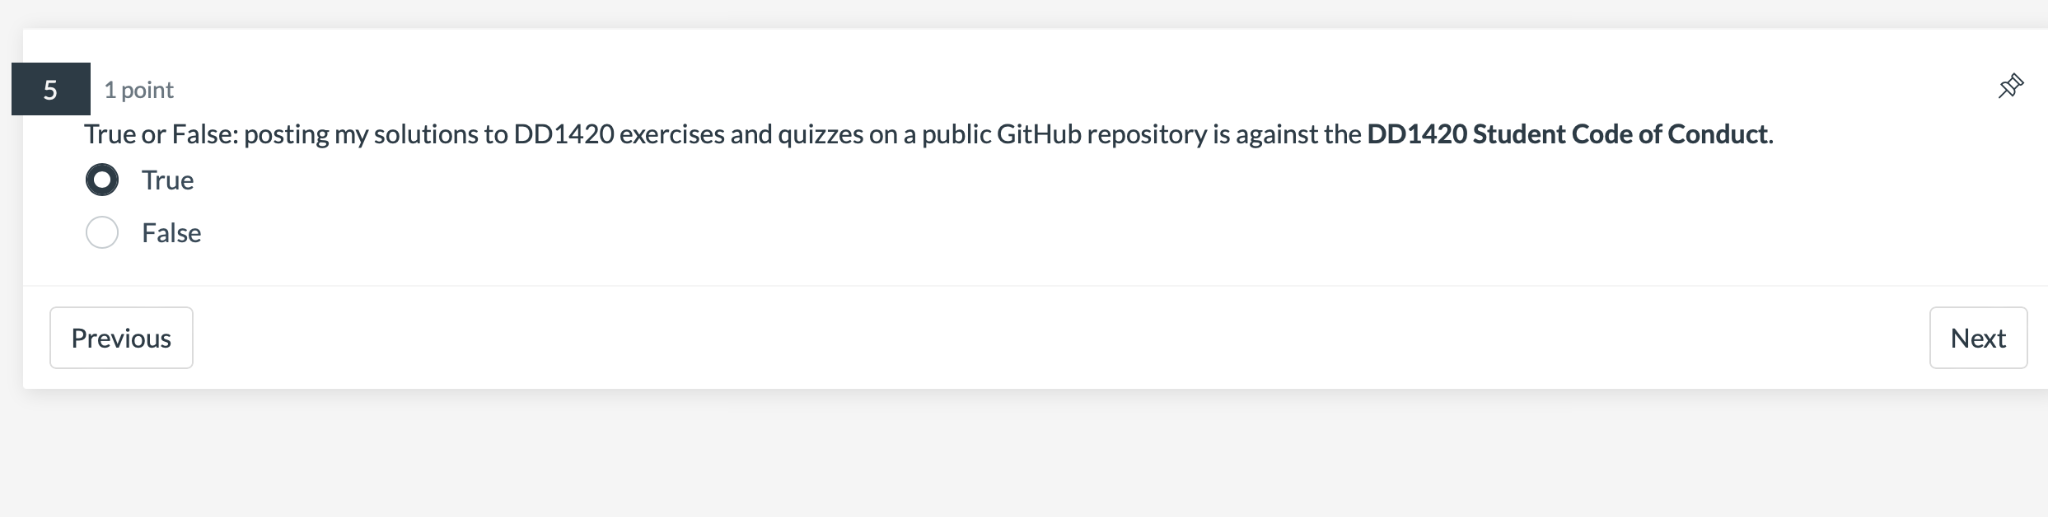 5
1 point
True or False: posting my solutions to DD1420 exercises and quizzes on a public GitHub repository is against the DD1420 Student Code of Conduct.
True
False
Previous
Next